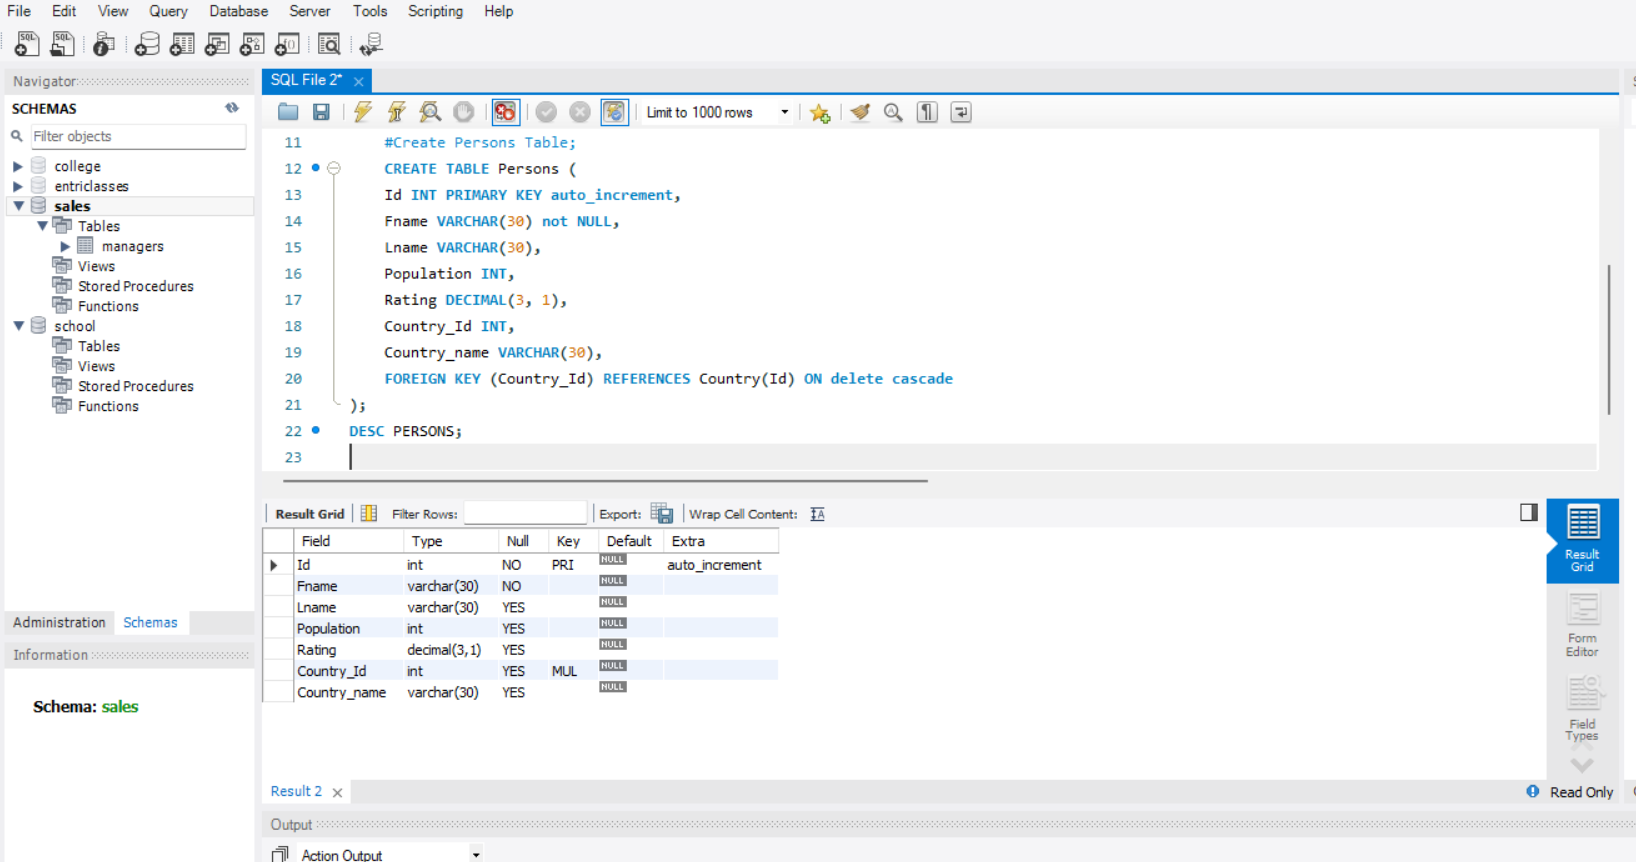 File Edit View Query Database Server Tools Scripting Help
Navigator
SCHEMAS
Filter objects
college
entriclasses
sales
Tables
managers
Views
Stored Procedures
Functions
school
Tables
Views
Stored Procedures
Functions
Administration Schemas
Information
Schema: sales
SQL File 2*
Limit to 1000 rows
11 #Create Persons Table;
12 CREATE TABLE Persons (
13 Id INT PRIMARY KEY auto_increment,
14 Fname VARCHAR(30) not NULL,
15 Lname VARCHAR(30),
16 Population INT,
17 Rating DECIMAL(3, 1),
18 Country_Id INT,
19 Country_name VARCHAR(30),
20 FOREIGN KEY (Country_Id) REFERENCES Country(Id) ON delete cascade
21 );
22 DESC PERSONS;
23
Result Grid Filter Rows: Export: Wrap Cell Content:
Field Type Null Key Default Extra
Id int NO PRI NULL auto_increment
Fname varchar(30) NO NULL
Lname varchar(30) YES NULL
Population int YES NULL
Rating decimal(3,1) YES NULL
Country_Id int YES MUL NULL
Country_name varchar(30) YES NULL
Result
Grid
Form
Editor
Field
Types
Result 2 Read Only
Output
Action Output